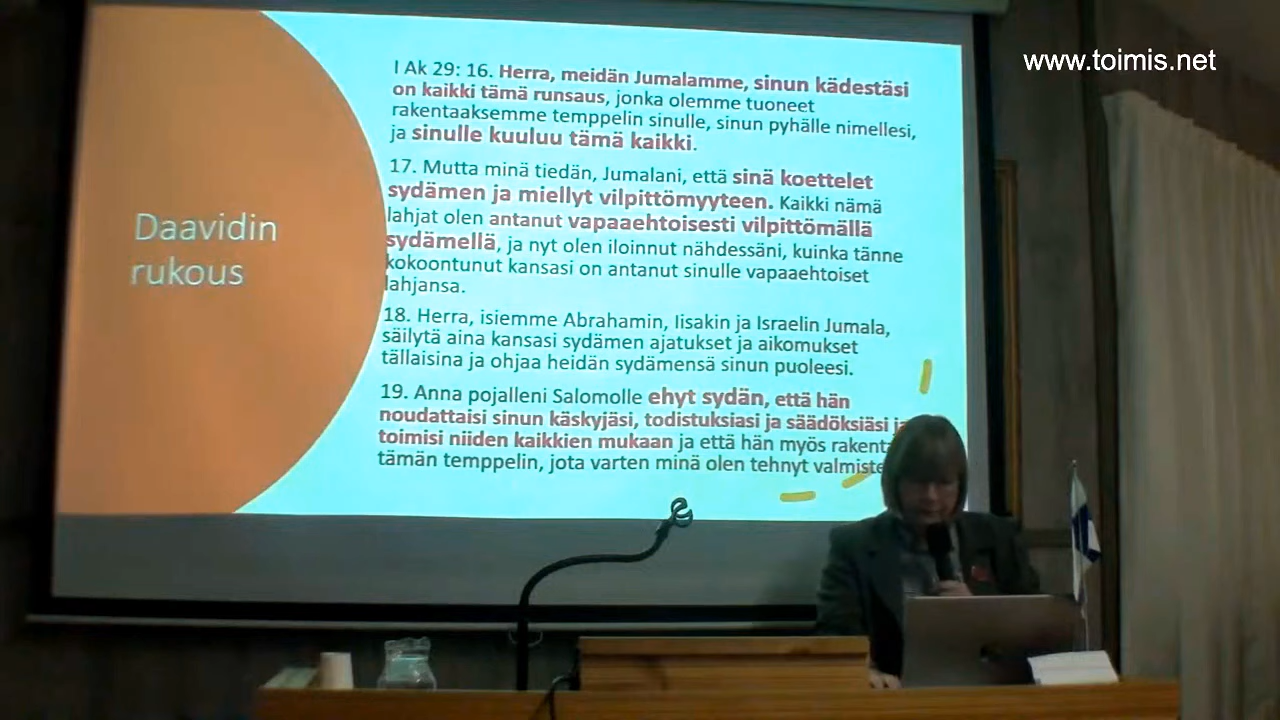 www.toimis.net
Daavidin
rukous
I Ak 29: 16. Herra, meidän Jumalamme, sinun kädestäsi
on kaikki tämä runsaus, jonka olemme tuoneet
rakentaaksemme temppelin sinulle, sinun pyhälle nimellesi,
ja sinulle kuuluu tämä kaikki.
17. Mutta minä tiedän, Jumalani, että sinä koettelet
sydämen ja miellyt vilpittömyyteen. Kaikki nämä
lahjat olen antanut vapaaehtoisesti vilpittömällä
sydämellä, ja nyt olen iloinnut nähdessäni, kuinka tänne
kokoontunut kansasi on antanut sinulle vapaaehtoiset
lahjansa.
18. Herra, isiemme Abrahamin, Iisakin ja Israelin Jumala,
säilytä aina kansasi sydämen ajatukset ja aikomukset
tällaisina ja ohjaa heidän sydämensä sinun puoleesi.
19. Anna pojalleni Salomolle ehyt sydän, että hän
noudattaisi sinun käskyjäsi, todistuksiasi ja säädöksiäsi ja
toimisi niiden kaikkien mukaan ja että hän myös
tämän temppelin, jota varten minä olen tehnyt